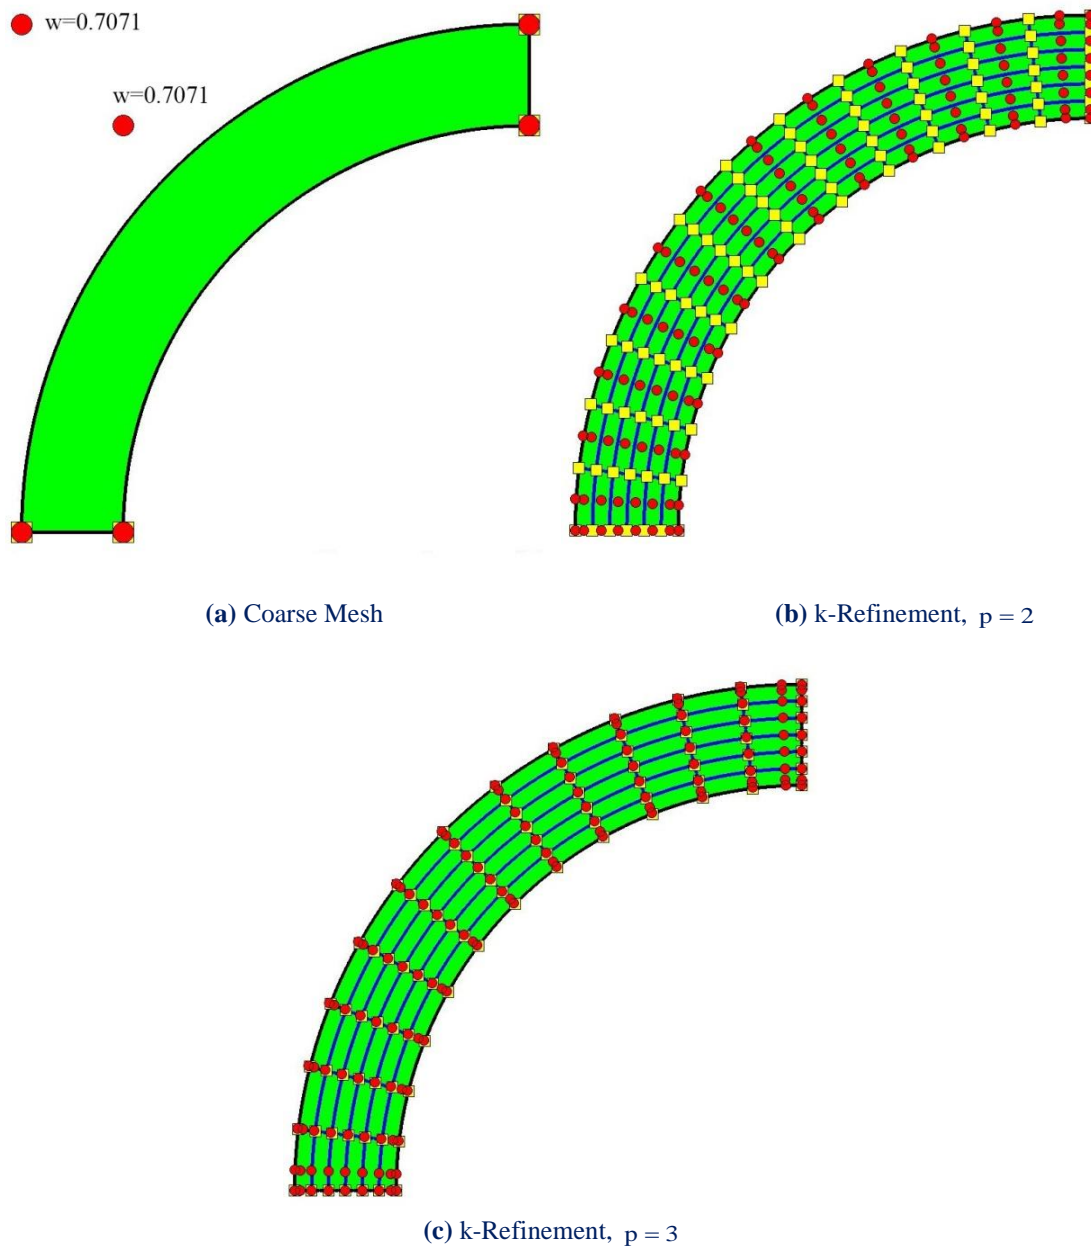 w=0.7071
w=0.7071
(a) Coarse Mesh
(b) k-Refinement, p = 2
(c) k-Refinement, p = 3